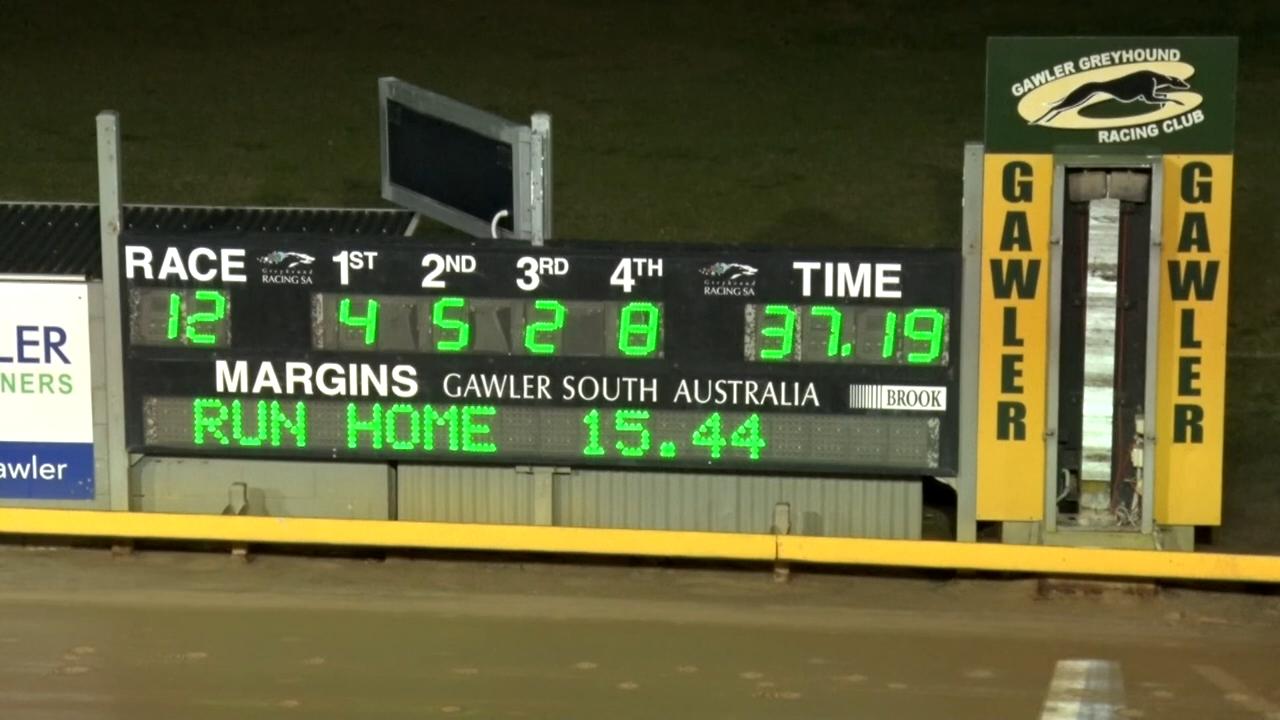 GAWLER GREYHOUND
RACING CLUB
GAWLER
GAWLER
RACE
Greyhound
RACING SA
1ST 2ND 3RD 4TH
Greyhound
RACING SA
TIME
12 4 5 2 8 37.19
MARGINS GAWLER SOUTH AUSTRALIA BROOK
RUN HOME 15.44
LER
NERS
awler